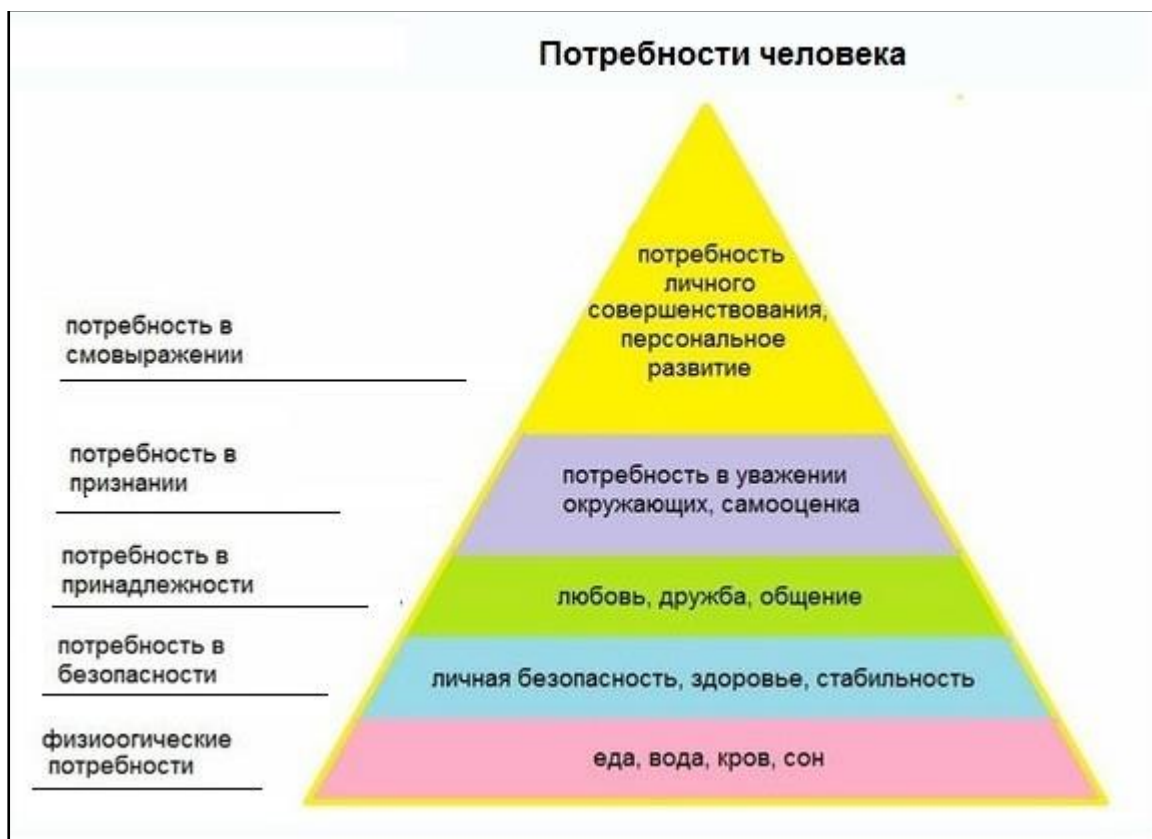 Потребности человека
потребность
личного
совершенствования,
персональное
развитие
потребность в
смовыражении
потребность в
признании
потребность в уважении
окружающих, самооценка
потребность в
принадлежности
любовь, дружба, общение
потребность в
безопасности
личная безопасность, здоровье, стабильность
физиоогические
потребности
еда, вода, кров, сон